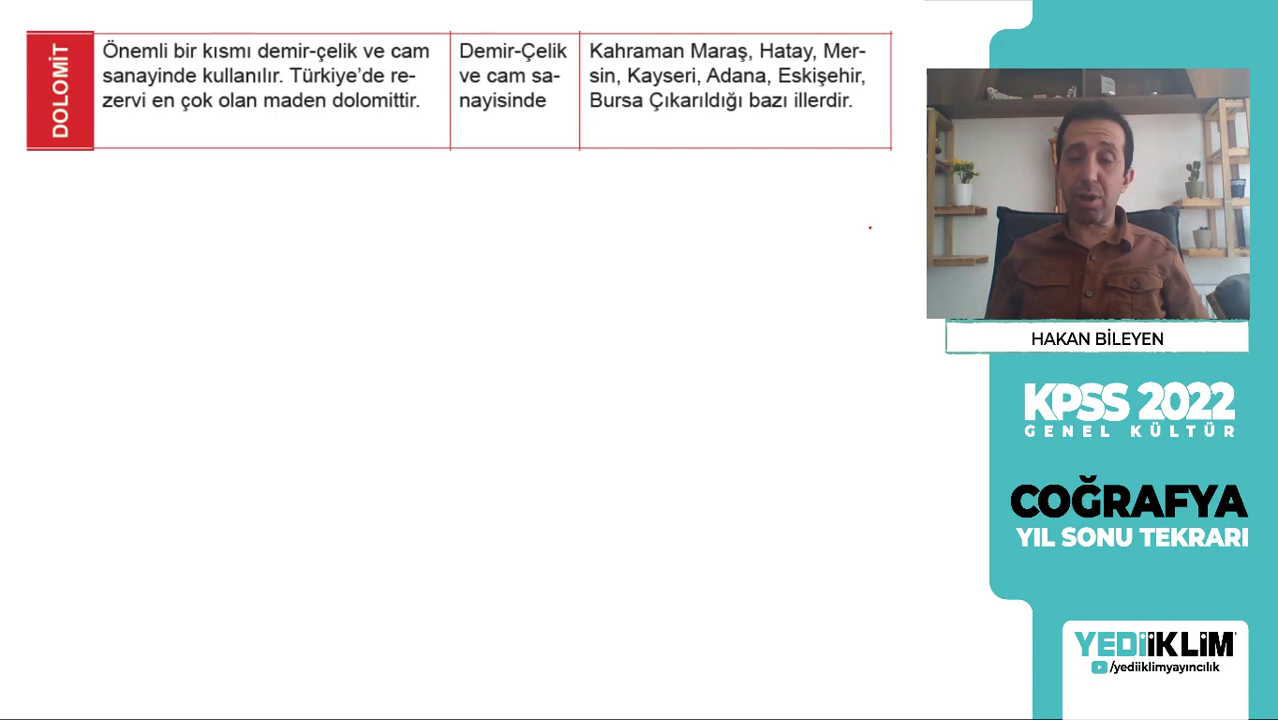 DOLOMİT
Önemli bir kısmı demir-çelik ve cam
sanayinde kullanılır. Türkiye’de re-
zervi en çok olan maden dolomittir.
Demir-Çelik
ve cam sa-
nayisinde
Kahraman Maraş, Hatay, Mer-
sin, Kayseri, Adana, Eskişehir,
Bursa Çıkarıldığı bazı illerdir.
HAKAN BİLEYEN
KPSS 2022
GENEL KÜLTÜR
COĞRAFYA
YIL SONU TEKRARI
YEDİİKLİM
/yediiklimyayıncılık